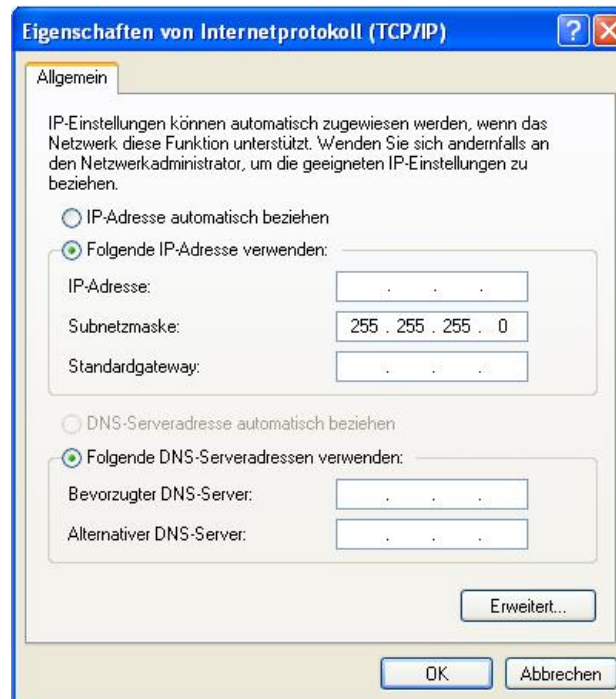 Eigenschaften von Internetprotokoll (TCP/IP)
Allgemein
IP-Einstellungen können automatisch zugewiesen werden, wenn das
Netzwerk diese Funktion unterstützt. Wenden Sie sich andernfalls an
den Netzwerkadministrator, um die geeigneten IP-Einstellungen zu
beziehen.
IP-Adresse automatisch beziehen
Folgende IP-Adresse verwenden:
IP-Adresse: . . .
Subnetzmaske: 255 . 255 . 255 . 0
Standardgateway: . . .
DNS-Serveradresse automatisch beziehen
Folgende DNS-Serveradressen verwenden:
Bevorzugter DNS-Server: . . .
Alternativer DNS-Server: . . .
Erweitert...
OK Abbrechen